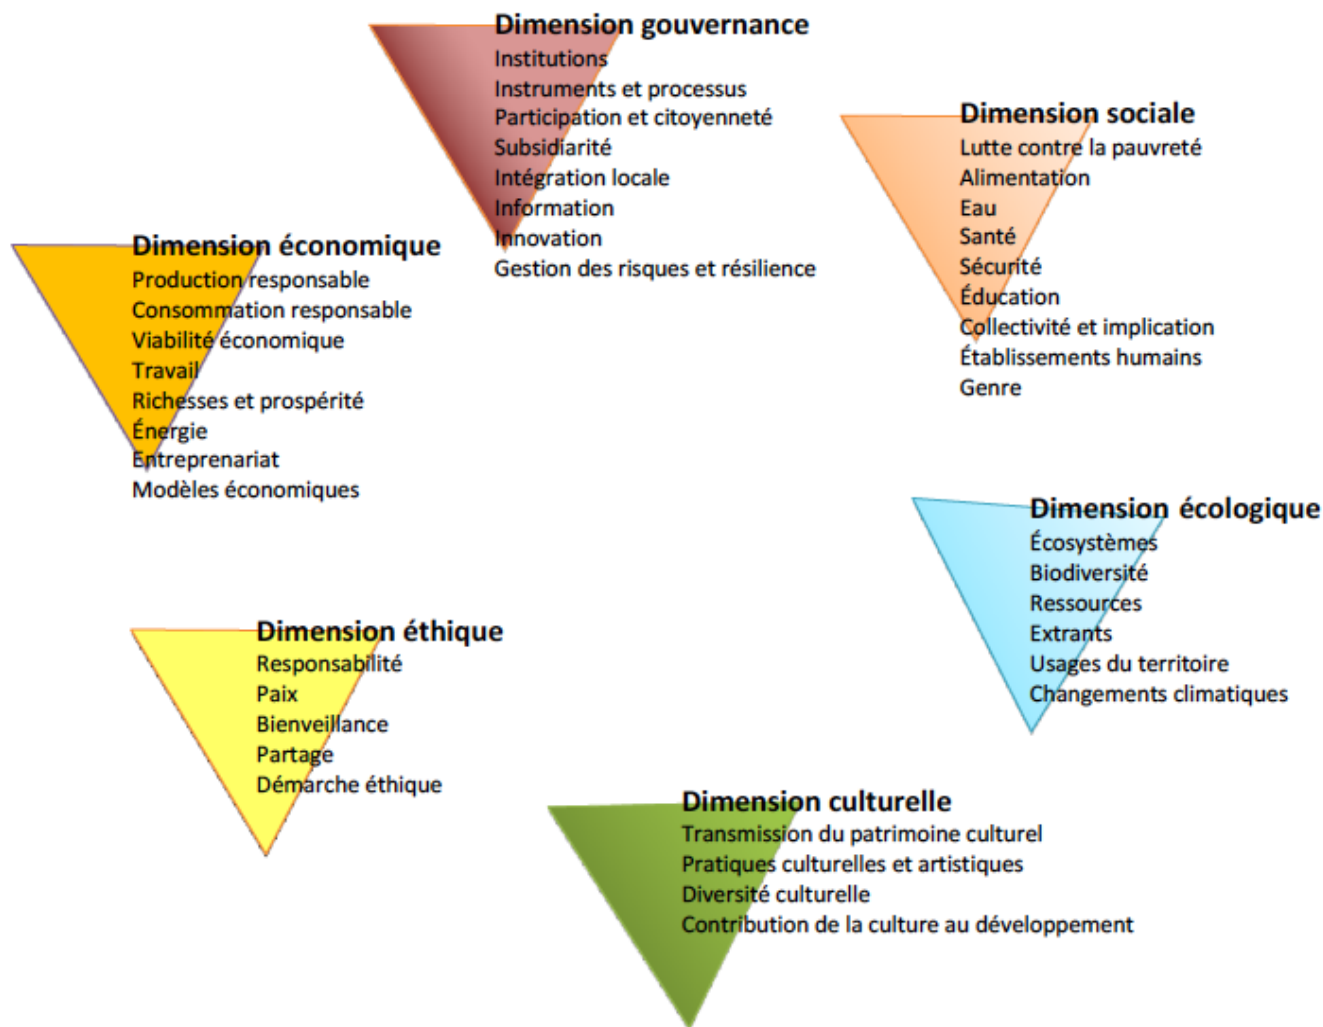 Dimension gouvernance
Institutions
Instruments et processus
Participation et citoyenneté
Subsidiarité
Intégration locale
Information
Innovation
Gestion des risques et résilience
Dimension sociale
Lutte contre la pauvreté
Alimentation
Eau
Santé
Sécurité
Éducation
Collectivité et implication
Établissements humains
Genre
Dimension économique
Production responsable
Consommation responsable
Viabilité économique
Travail
Richesses et prospérité
Énergie
Entreprenariat
Modèles économiques
Dimension écologique
Écosystèmes
Biodiversité
Ressources
Extrants
Usages du territoire
Changements climatiques
Dimension éthique
Responsabilité
Paix
Bienveillance
Partage
Démarche éthique
Dimension culturelle
Transmission du patrimoine culturel
Pratiques culturelles et artistiques
Diversité culturelle
Contribution de la culture au développement